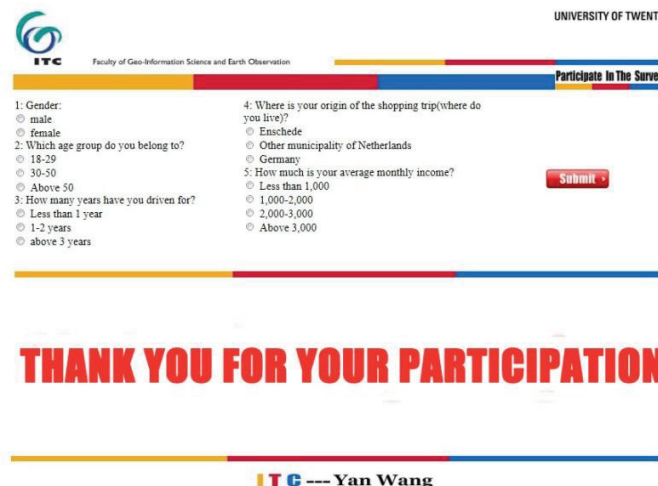 UNIVERSITY OF TWENT
ITC
Faculty of Geo-Information Science and Earth Observation
Participate In The Surve
1: Gender:
male
female
2: Which age group do you belong to?
18-29
30-50
Above 50
3: How many years have you driven for?
Less than 1 year
1-2 years
above 3 years
4: Where is your origin of the shopping trip(where do
you live)?
Enschede
Other municipality of Netherlands
Germany
5: How much is your average monthly income?
Less than 1,000
1,000-2,000
2,000-3,000
Above 3,000
Submit
THANK YOU FOR YOUR PARTICIPATION
ITC --- Yan Wang